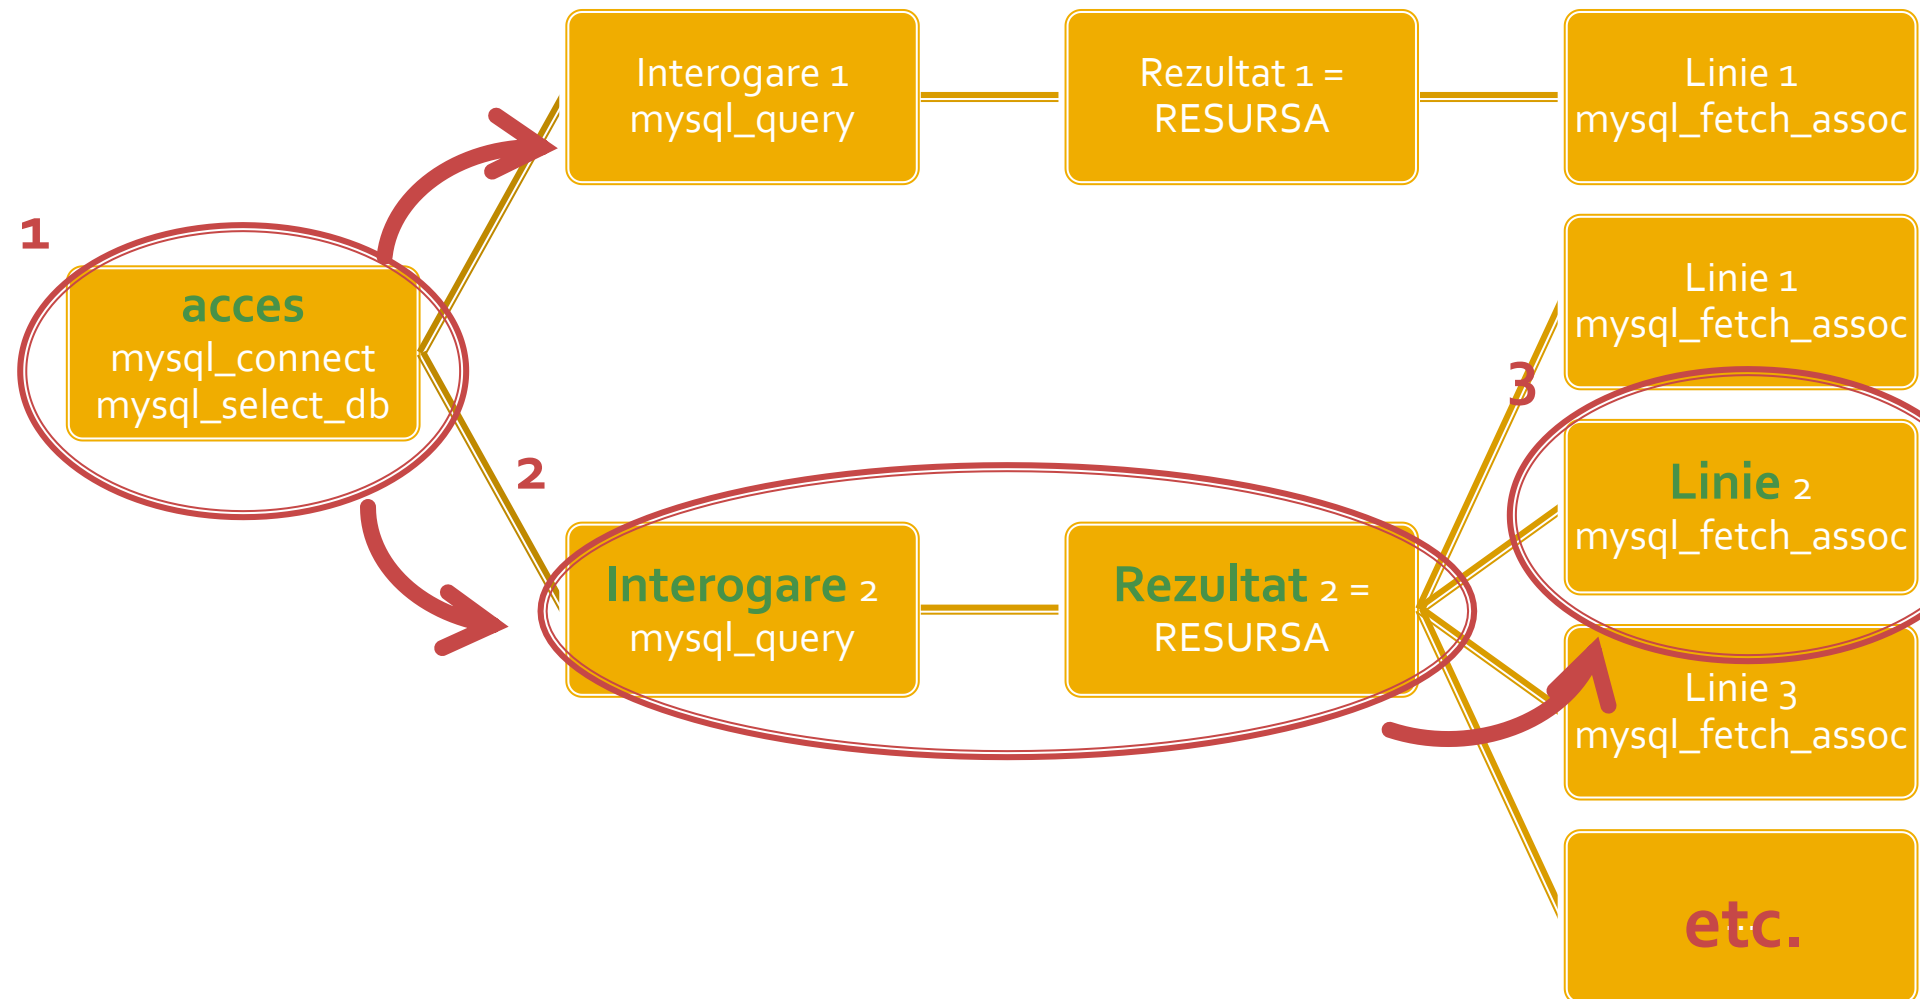 Interogare 1
mysql_query
Rezultat 1 =
RESURSA
Linie 1
mysql_fetch_assoc
1
acces
mysql_connect
mysql_select_db
Linie 1
mysql_fetch_assoc
3
2
Linie 2
mysql_fetch_assoc
Interogare 2
mysql_query
Rezultat 2 =
RESURSA
Linie 3
mysql_fetch_assoc
etc.